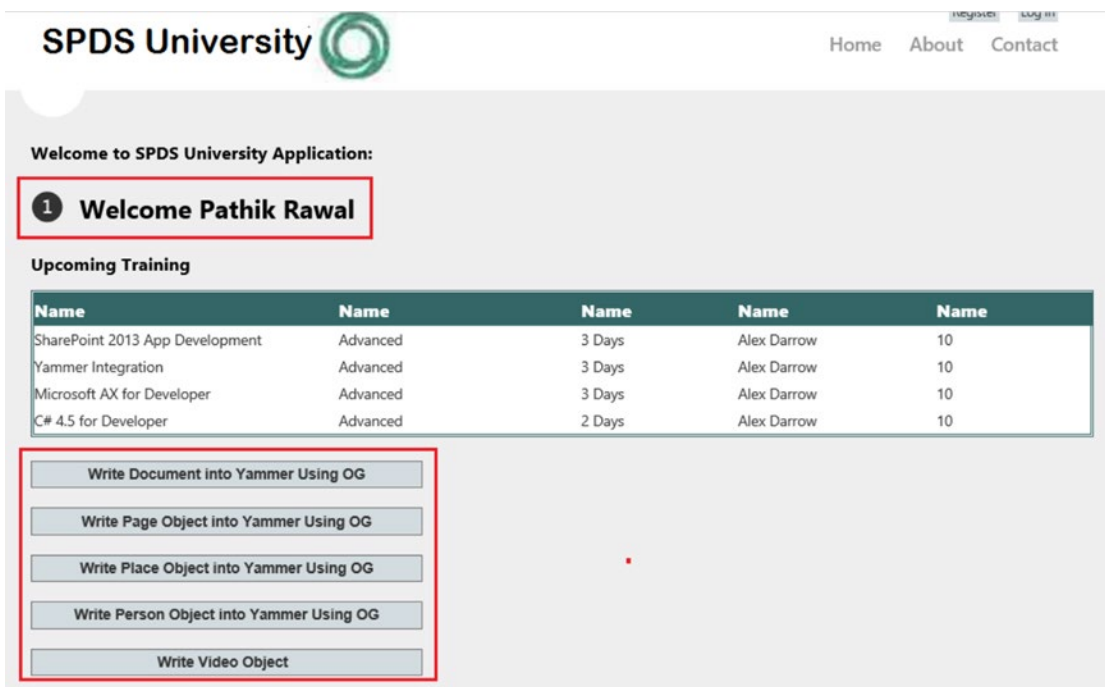 Register Log in
SPDS University
Home About Contact
Welcome to SPDS University Application:
1 Welcome Pathik Rawal
Upcoming Training
Name Name Name Name Name
SharePoint 2013 App Development Advanced 3 Days Alex Darrow 10
Yammer Integration Advanced 3 Days Alex Darrow 10
Microsoft AX for Developer Advanced 3 Days Alex Darrow 10
C# 4.5 for Developer Advanced 2 Days Alex Darrow 10
Write Document into Yammer Using OG
Write Page Object into Yammer Using OG
Write Place Object into Yammer Using OG
Write Person Object into Yammer Using OG
Write Video Object